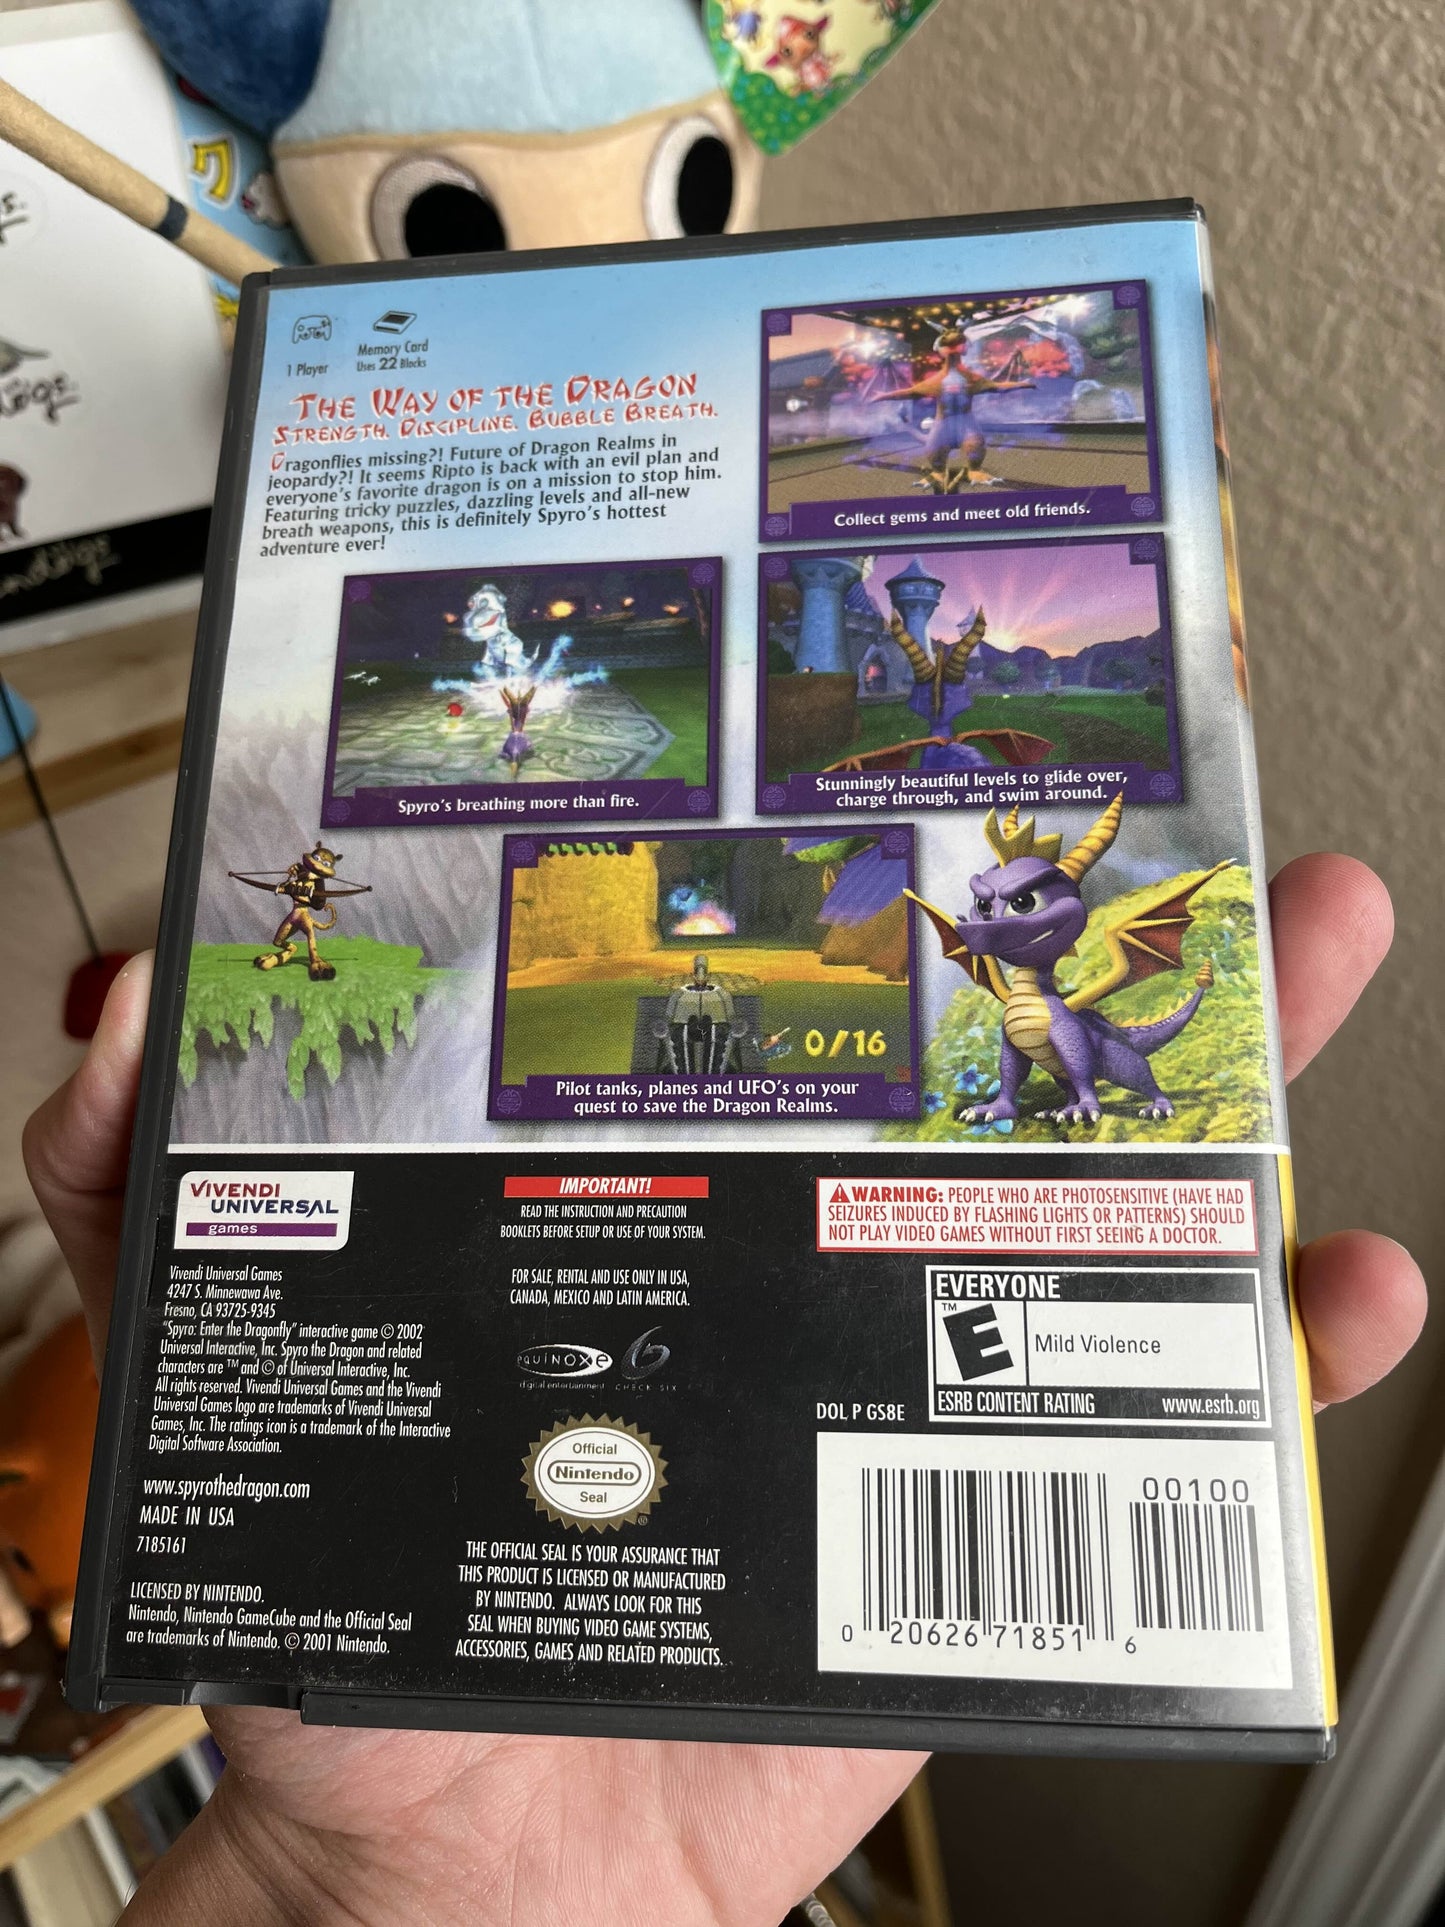 1 Player
Memory Card
Uses 22 Blocks
THE WAY OF THE DRAGON
STRENGTH. DISCIPLINE. BUBBLE BREATH.
Dragonflies missing?! Future of Dragon Realms in
jeopardy?! It seems Ripto is back with an evil plan and
everyone's favorite dragon is on a mission to stop him.
Featuring tricky puzzles, dazzling levels and all-new
breath weapons, this is definitely Spyro's hottest
adventure ever!
Collect gems and meet old friends.
Spyro's breathing more than fire.
Stunningly beautiful levels to glide over,
charge through, and swim around.
0/16
Pilot tanks, planes and UFO's on your
quest to save the Dragon Realms.
VIVENDI
UNIVERSAL
games
Vivendi Universal Games
4247 S. Minnewawa Ave.
Fresno, CA 93725-9345
"Spyro: Enter the Dragonfly" interactive game © 2002
Universal Interactive, Inc. Spyro the Dragon and related
characters are ™ and © of Universal Interactive, Inc.
All rights reserved. Vivendi Universal Games and the Vivendi
Universal Games logo are trademarks of Vivendi Universal
Games, Inc. The ratings icon is a trademark of the Interactive
Digital Software Association.
www.spyrothedragon.com
MADE IN USA
7185161
LICENSED BY NINTENDO.
Nintendo, Nintendo GameCube and the Official Seal
are trademarks of Nintendo. © 2001 Nintendo.
IMPORTANT!
READ THE INSTRUCTION AND PRECAUTION
BOOKLETS BEFORE SETUP OR USE OF YOUR SYSTEM.
FOR SALE, RENTAL AND USE ONLY IN USA,
CANADA, MEXICO AND LATIN AMERICA.
equinoxe
digital entertainment
CHECK SIX
Official
Nintendo
Seal
®
THE OFFICIAL SEAL IS YOUR ASSURANCE THAT
THIS PRODUCT IS LICENSED OR MANUFACTURED
BY NINTENDO. ALWAYS LOOK FOR THIS
SEAL WHEN BUYING VIDEO GAME SYSTEMS,
ACCESSORIES, GAMES AND RELATED PRODUCTS.
WARNING: PEOPLE WHO ARE PHOTOSENSITIVE (HAVE HAD
SEIZURES INDUCED BY FLASHING LIGHTS OR PATTERNS) SHOULD
NOT PLAY VIDEO GAMES WITHOUT FIRST SEEING A DOCTOR.
EVERYONE
™
E
Mild Violence
ESRB CONTENT RATING www.esrb.org
DOL P GS8E
00100
0 20626 71851 6